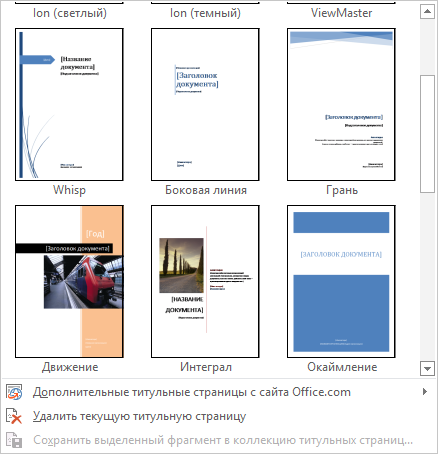 Ion (светлый) Ion (темный) ViewMaster
[Название
документа]
[Заголовок
документа]
[Заголовок документа]
Whisp Боковая линия Грань
[Год]
[Заголовок документа]
[НАЗВАНИЕ
ДОКУМЕНТА]
[ЗАГОЛОВОК ДОКУМЕНТА]
Движение Интеграл Окаймление
Дополнительные титульные страницы с сайта Office.com
Удалить текущую титульную страницу
Сохранить выделенный фрагмент в коллекцию титульных страниц...